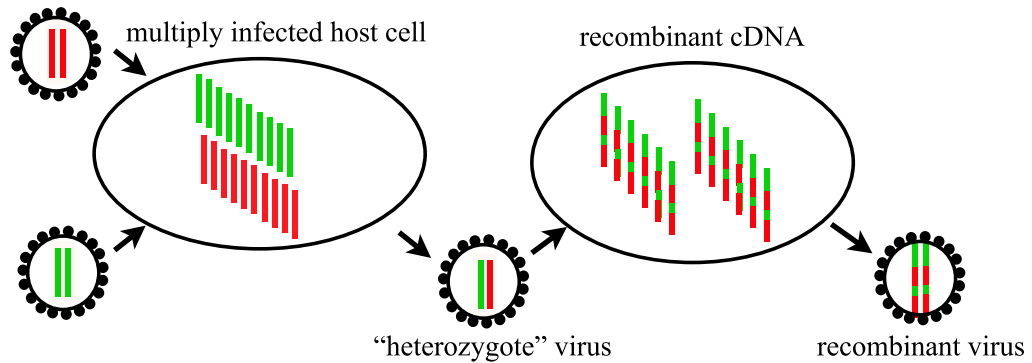 multiply infected host cell
recombinant cDNA
“heterozygote” virus
recombinant virus